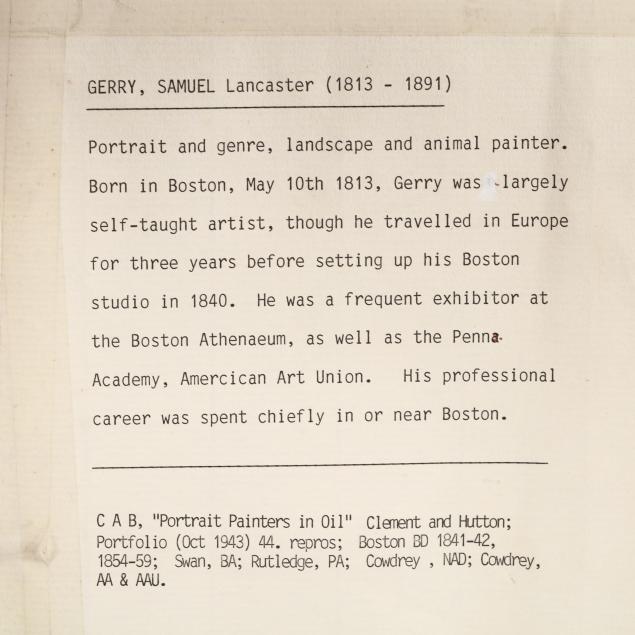 GERRY, SAMUEL Lancaster (1813 - 1891)
Portrait and genre, landscape and animal painter.
Born in Boston, May 10th 1813, Gerry was largely
self-taught artist, though he travelled in Europe
for three years before setting up his Boston
studio in 1840.  He was a frequent exhibitor at
the Boston Athenaeum, as well as the Penna.
Academy, Amercican Art Union.   His professional
career was spent chiefly in or near Boston.
C A B, "Portrait Painters in Oil"  Clement and Hutton;
Portfolio (Oct 1943) 44. repros;  Boston BD 1841-42,
1854-59;  Swan, BA; Rutledge, PA;  Cowdrey , NAD; Cowdrey,
AA & AAU.